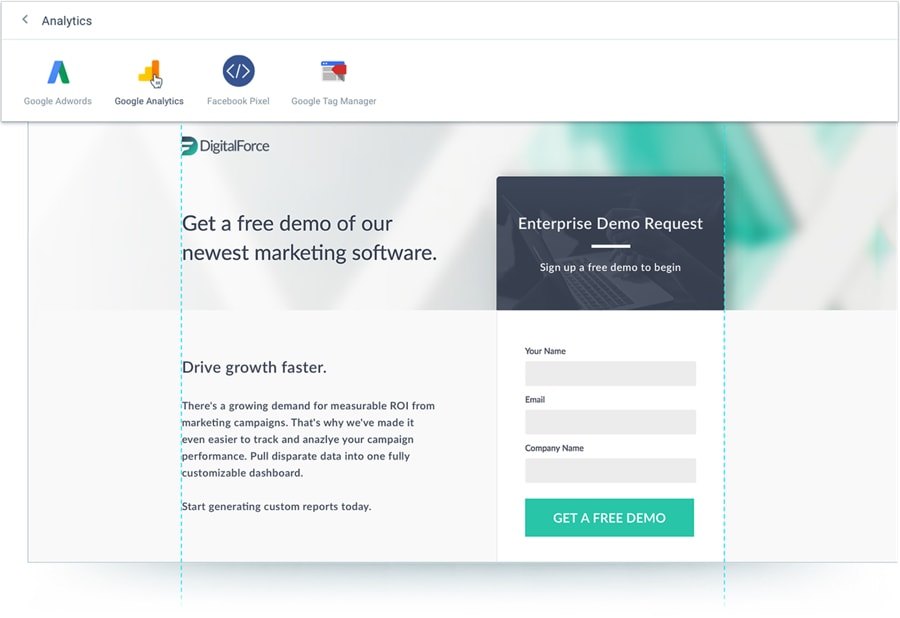 Analytics
Google Adwords
Google Analytics
Facebook Pixel
Google Tag Manager
DigitalForce
Get a free demo of our
newest marketing software.
Enterprise Demo Request
Sign up a free demo to begin
Drive growth faster.
There's a growing demand for measurable ROI from
marketing campaigns. That's why we've made it
even easier to track and anazlye your campaign
performance. Pull disparate data into one fully
customizable dashboard.
Start generating custom reports today.
Your Name
Email
Company Name
GET A FREE DEMO